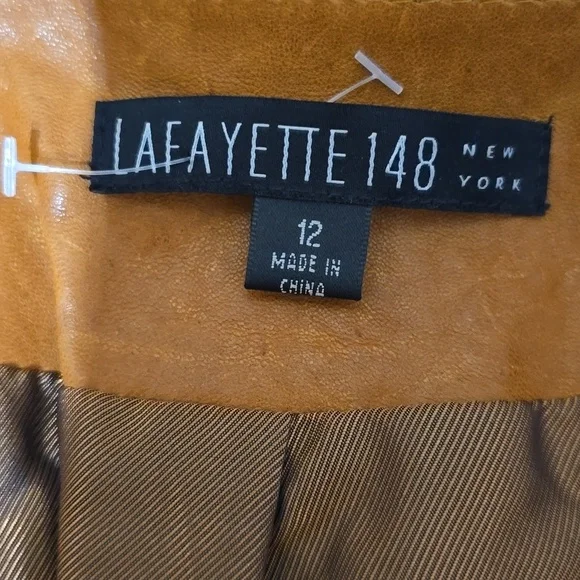 LAFAYETTE 148 NEW YORK
12
MADE IN
CHINA